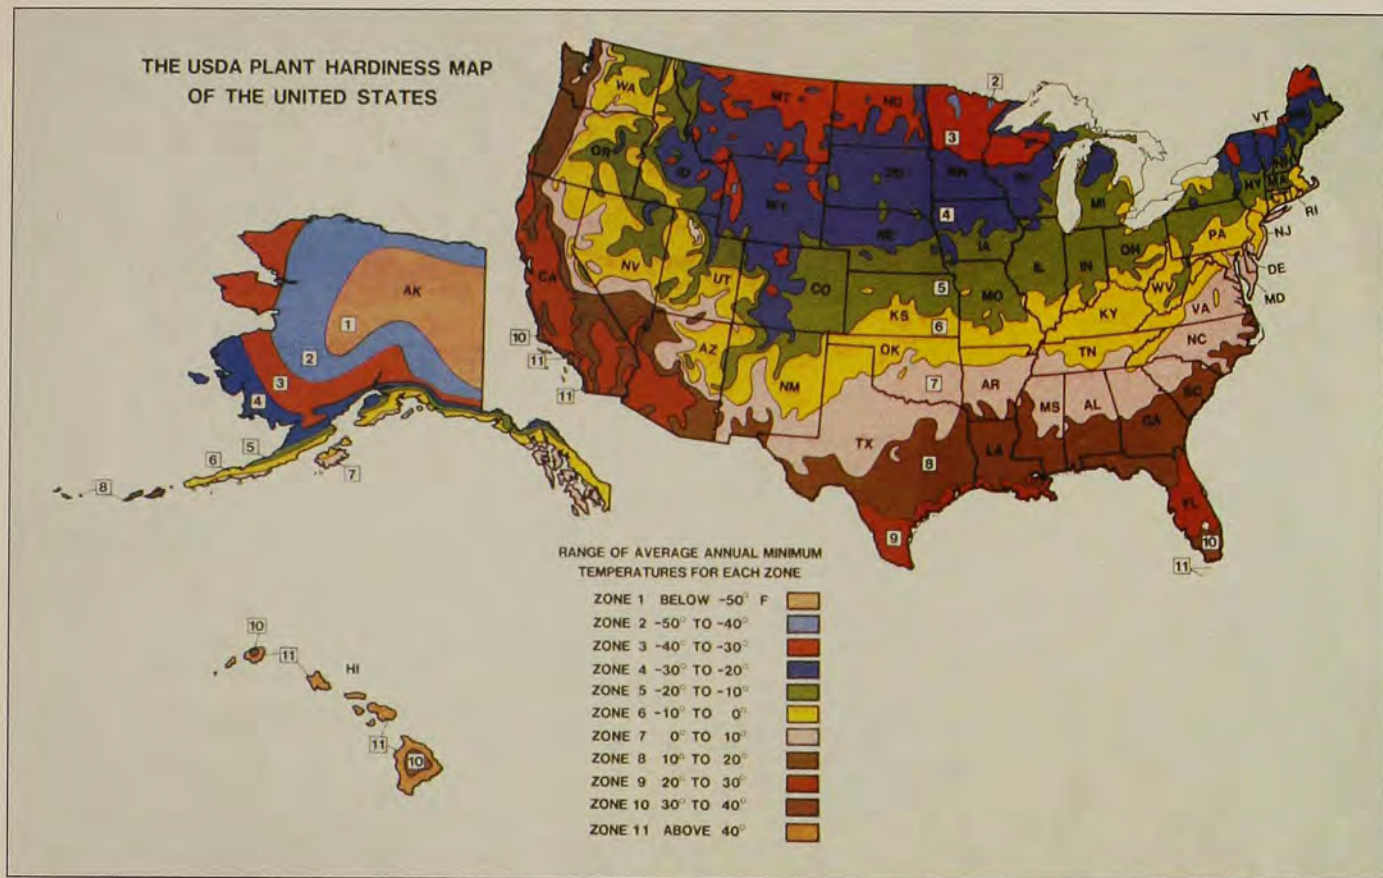 THE USDA PLANT HARDINESS MAP
OF THE UNITED STATES
WA
MT
ND
2
3
VT
OR
ID
WY
SD
MN
WI
MI
NY
NH
MA
CT
RI
4
NE
IA
PA
NJ
OH
IL
IN
NV
UT
CO
CA
AK
1
2
3
4
5
6
7
8
5
KS
MO
6
KY
WV
VA
DE
MD
10
11
11
AZ
NM
OK
7
AR
TN
NC
SC
MS
AL
GA
TX
8
LA
FL
9
10
11
RANGE OF AVERAGE ANNUAL MINIMUM
TEMPERATURES FOR EACH ZONE
ZONE 1 BELOW -50° F
ZONE 2 -50° TO -40°
ZONE 3 -40° TO -30°
ZONE 4 -30° TO -20°
ZONE 5 -20° TO -10°
ZONE 6 -10° TO 0°
ZONE 7 0° TO 10°
ZONE 8 10° TO 20°
ZONE 9 20° TO 30°
ZONE 10 30° TO 40°
ZONE 11 ABOVE 40°
10
11
HI
11
10